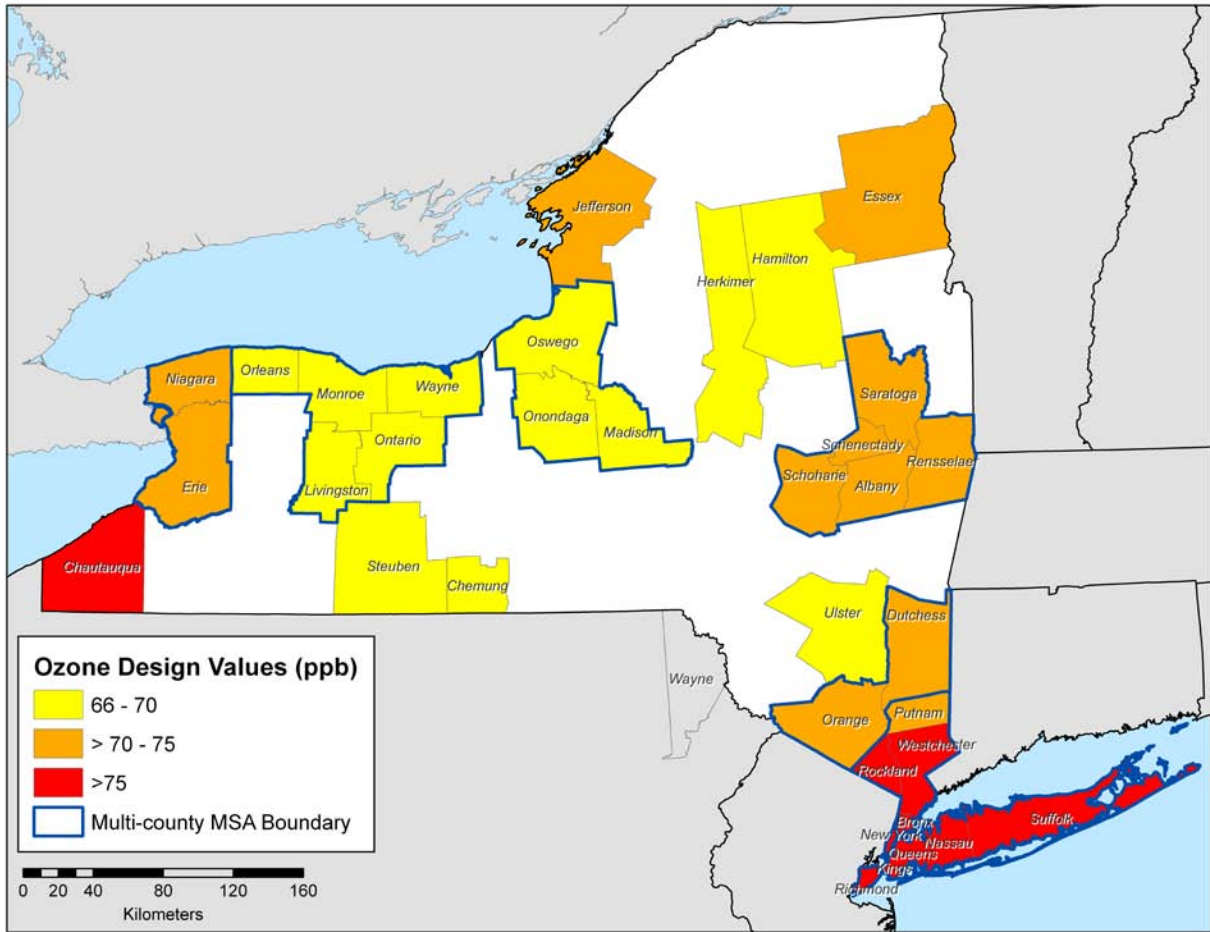 Jefferson
Essex
Hamilton
Herkimer
Oswego
Niagara
Orleans
Monroe
Wayne
Saratoga
Onondaga
Madison
Ontario
Schenectady
Rensselaer
Schoharie
Albany
Erie
Livingston
Chautauqua
Steuben
Chemung
Ulster
Dutchess
Wayne
Orange
Putnam
Westchester
Rockland
Bronx
New York
Suffolk
Nassau
Queens
Kings
Richmond
Ozone Design Values (ppb)
66 - 70
> 70 - 75
>75
Multi-county MSA Boundary
0 20 40 80 120 160
Kilometers